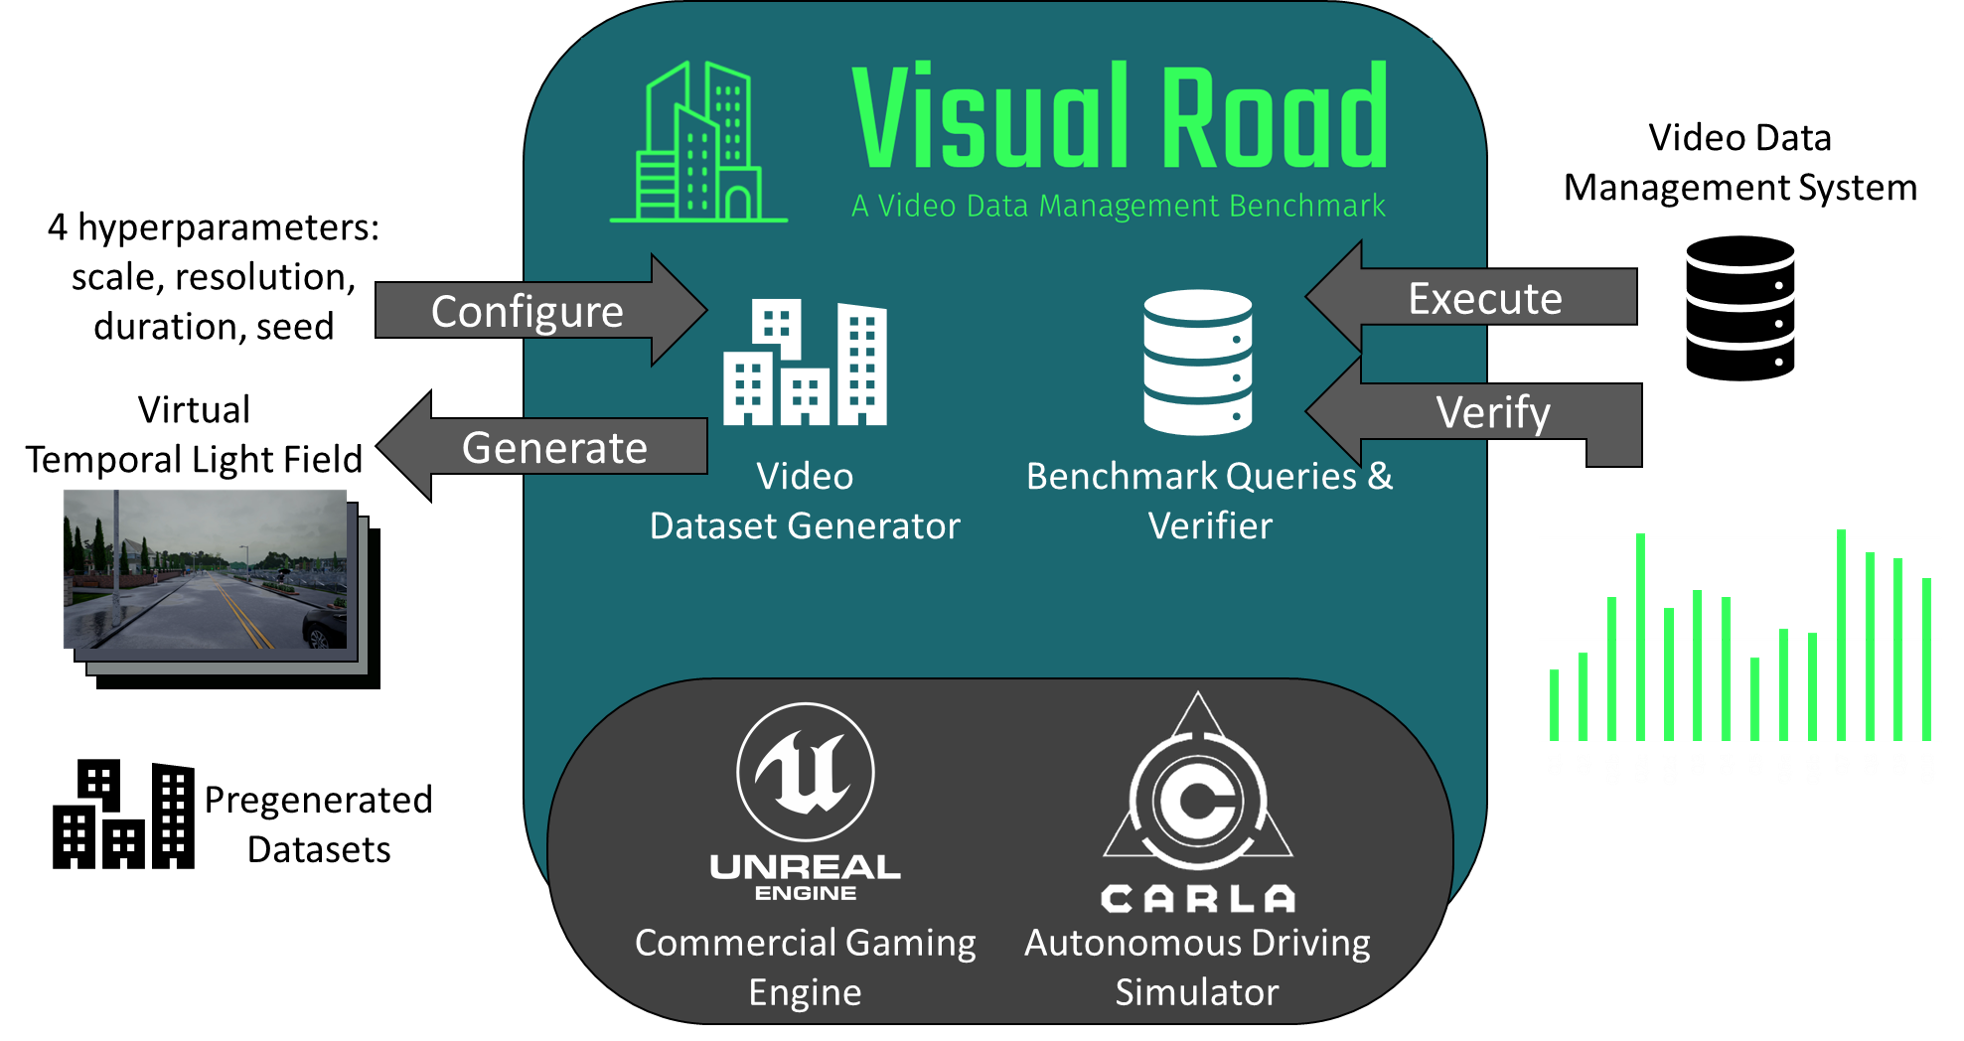 Visual Road
A Video Data Management Benchmark
4 hyperparameters:
scale, resolution,
duration, seed
Configure
Virtual
Temporal Light Field
Generate
Video
Dataset Generator
Benchmark Queries &
Verifier
Video Data
Management System
Execute
Verify
Pregenerated
Datasets
UNREAL
ENGINE
Commercial Gaming
Engine
CARLA
Autonomous Driving
Simulator